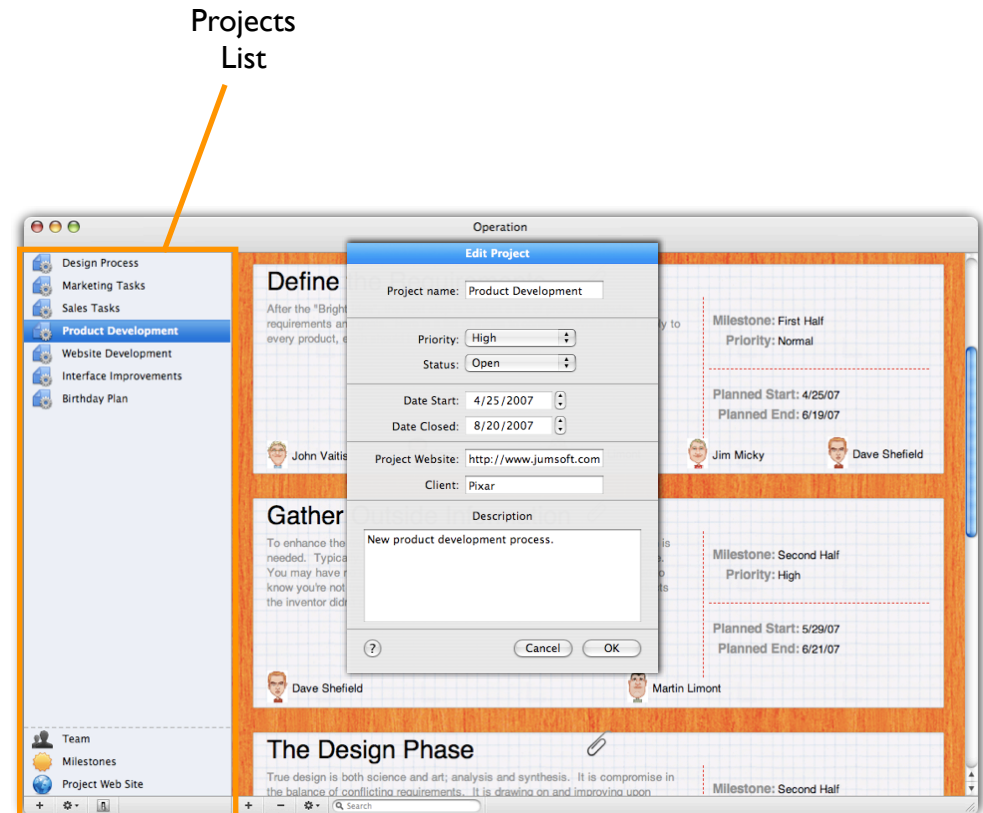 Projects
List
Operation
Design Process
Marketing Tasks
Sales Tasks
Product Development
Website Development
Interface Improvements
Birthday Plan
Team
Milestones
Project Web Site
Edit Project
Project name: Product Development
Priority: High
Status: Open
Date Start: 4/25/2007
Date Closed: 8/20/2007
Project Website: http://www.jumsoft.com
Client: Pixar
Description
New product development process.
? Cancel OK
Define
After the "Bright
requirements an ly to
every product, e
Milestone: First Half
Priority: Normal
Planned Start: 4/25/07
Planned End: 6/19/07
John Vaitis Jim Micky Dave Shefield
Gather
To enhance the is
needed. Typica
You may have
know you're not
the inventor didn
Milestone: Second Half
Priority: High
Planned Start: 5/29/07
Planned End: 6/21/07
Dave Shefield Martin Limont
The Design Phase
True design is both science and art; analysis and synthesis. It is compromise in
the balance of conflicting requirements. It is drawing on and improving upon
Milestone: Second Half
Search